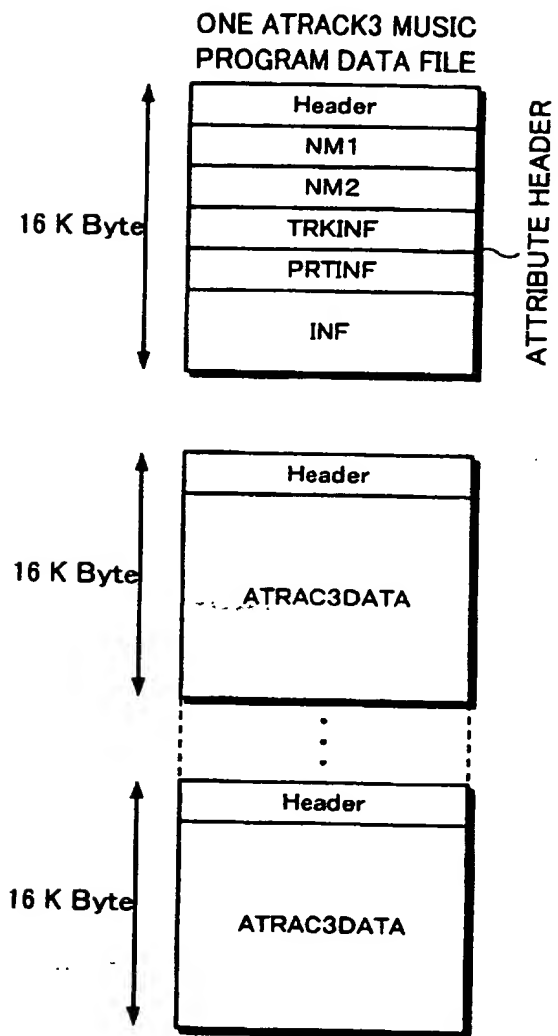 ONE ATRACK3 MUSIC
PROGRAM DATA FILE
Header
NM1
NM2
TRKINF
PRTINF
INF
16 K Byte
ATTRIBUTE HEADER
Header
ATRAC3DATA
16 K Byte
Header
ATRAC3DATA
16 K Byte